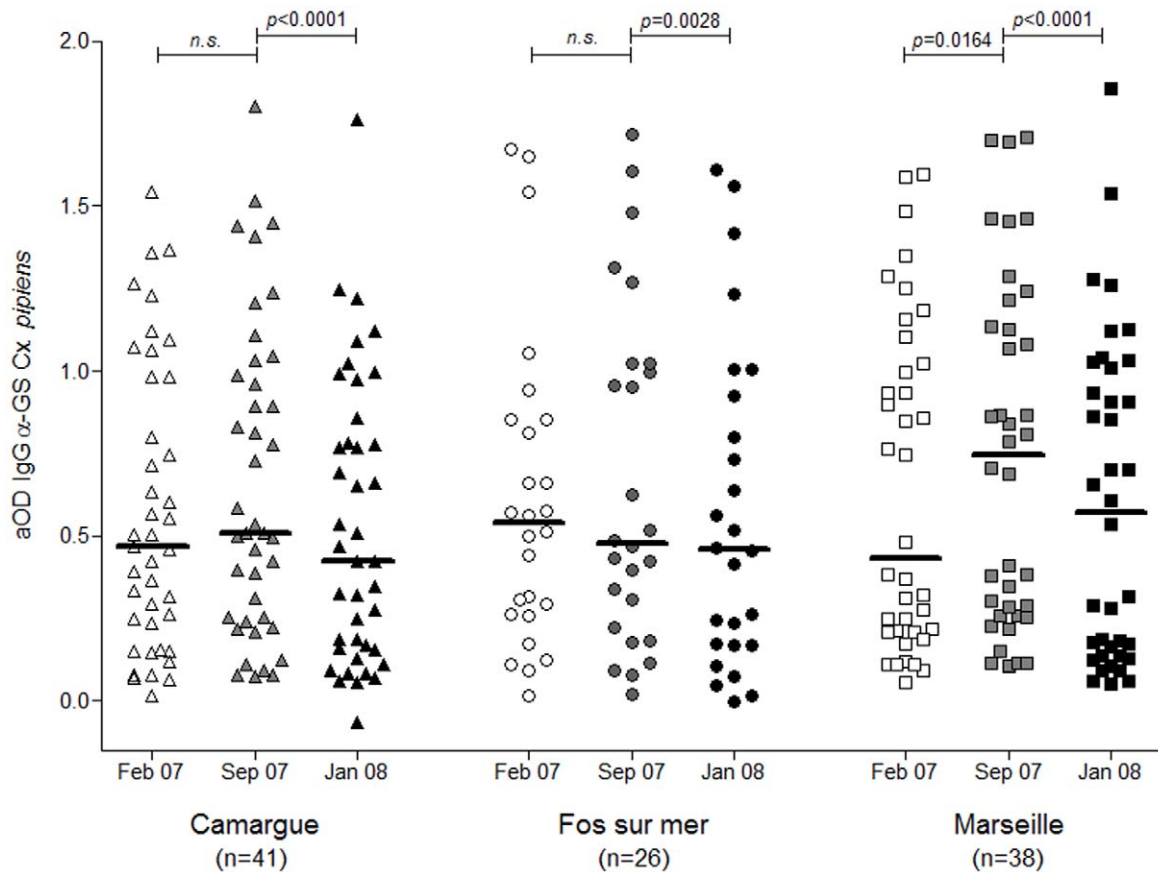 p<0.0001
n.s.
p=0.0028
n.s.
p<0.0001
p=0.0164
2.0
1.5
1.0
0.5
0.0
aOD IgG α-GS Cx. pipiens
Feb 07 Sep 07 Jan 08
Feb 07 Sep 07 Jan 08
Feb 07 Sep 07 Jan 08
Camargue
(n=41)
Fos sur mer
(n=26)
Marseille
(n=38)